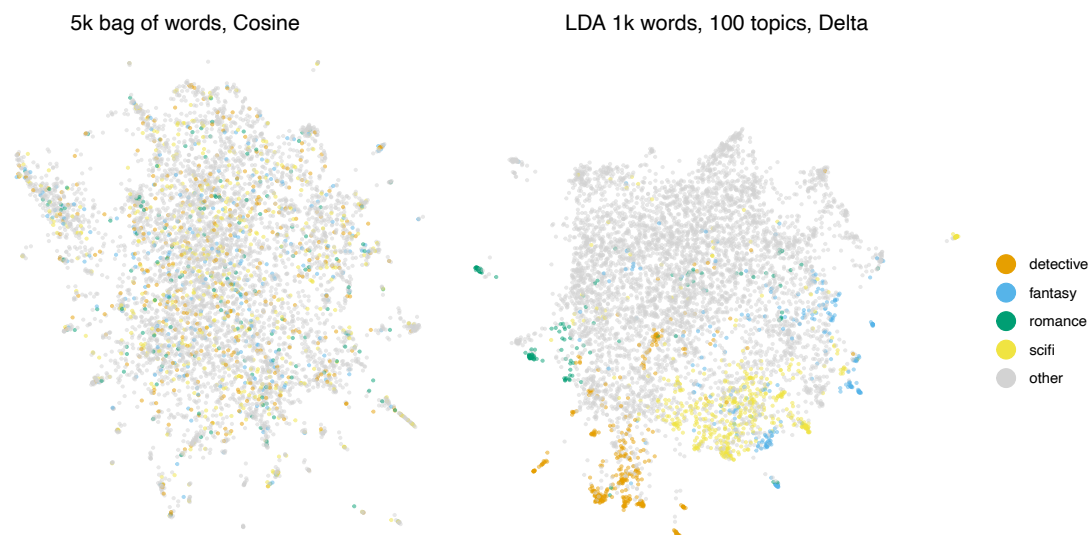 5k bag of words, Cosine
LDA 1k words, 100 topics, Delta
detective
fantasy
romance
scifi
other